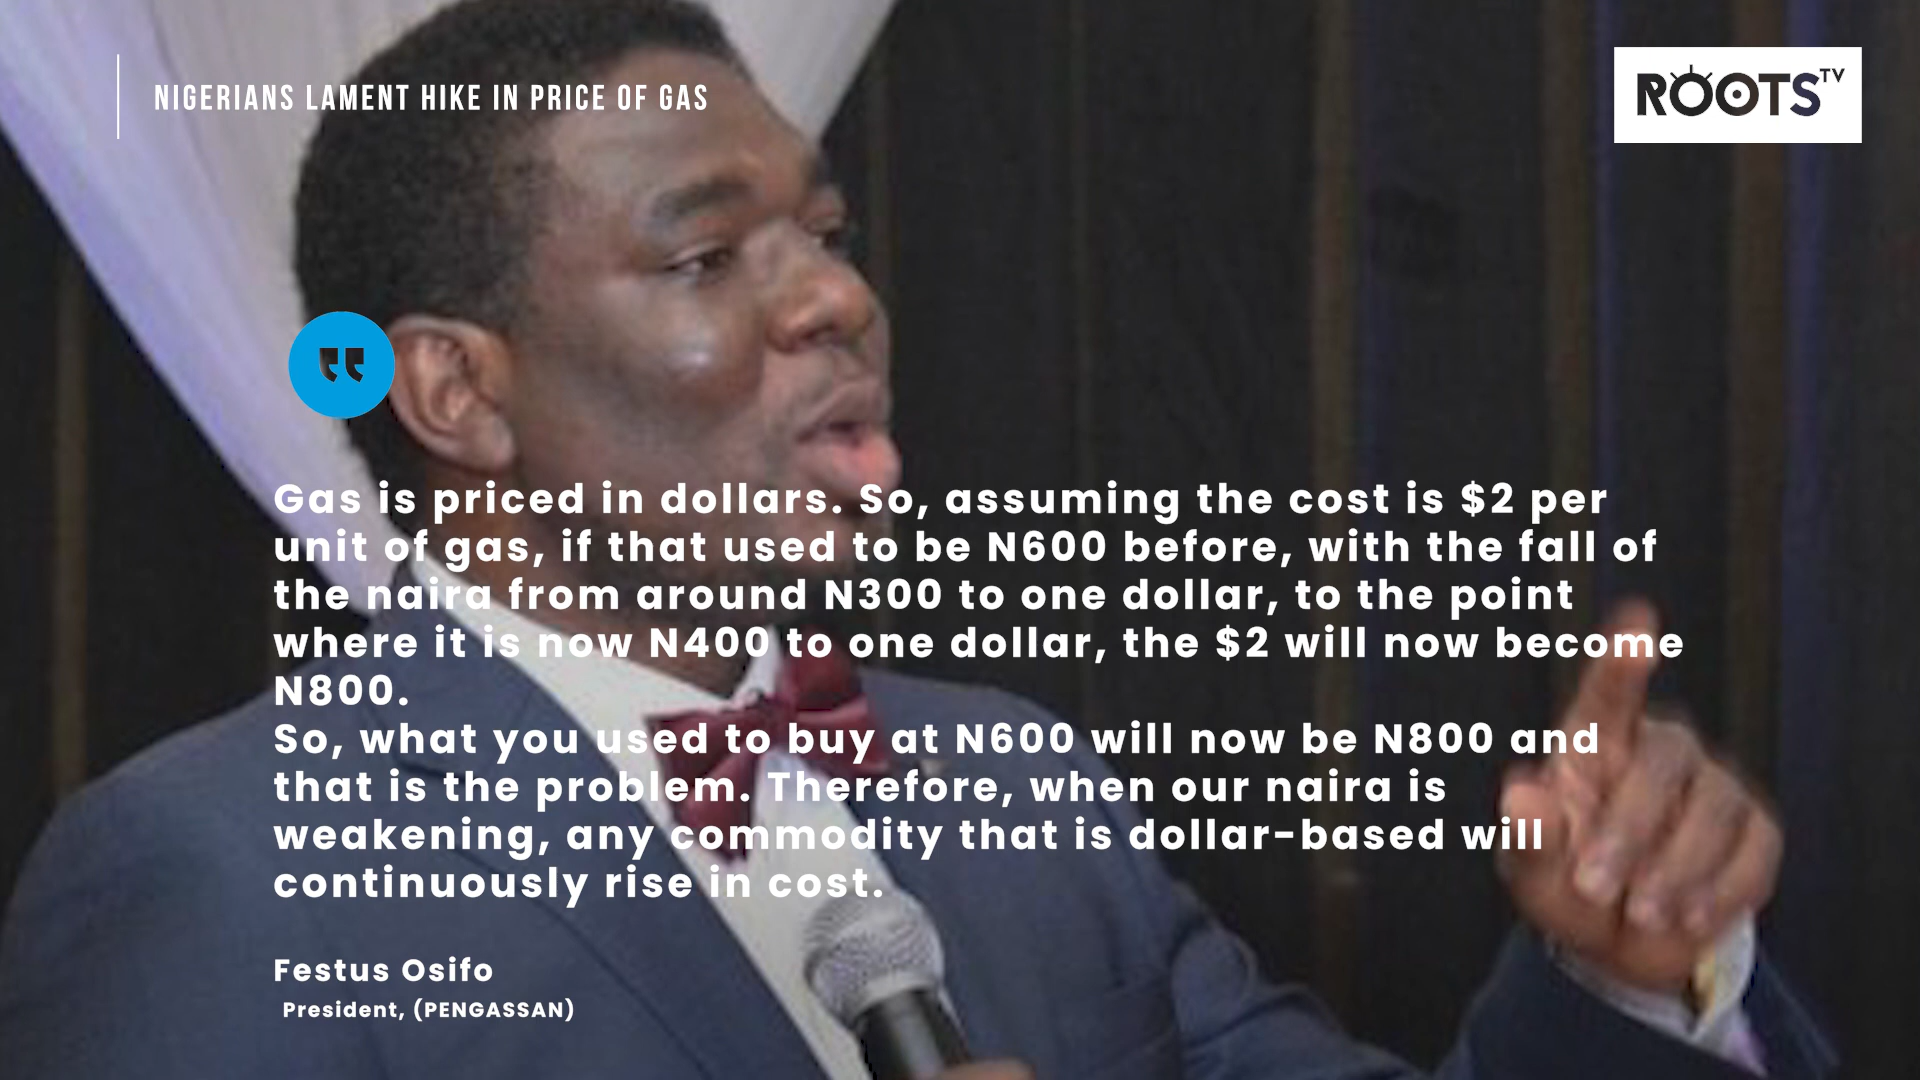 NIGERIANS LAMENT HIKE IN PRICE OF GAS
ROOTS TV
Gas is priced in dollars. So, assuming the cost is $2 per
unit of gas, if that used to be N600 before, with the fall of
the naira from around N300 to one dollar, to the point
where it is now N400 to one dollar, the $2 will now become
N800.
So, what you used to buy at N600 will now be N800 and
that is the problem. Therefore, when our naira is
weakening, any commodity that is dollar-based will
continuously rise in cost.
Festus Osifo
President, (PENGASSAN)